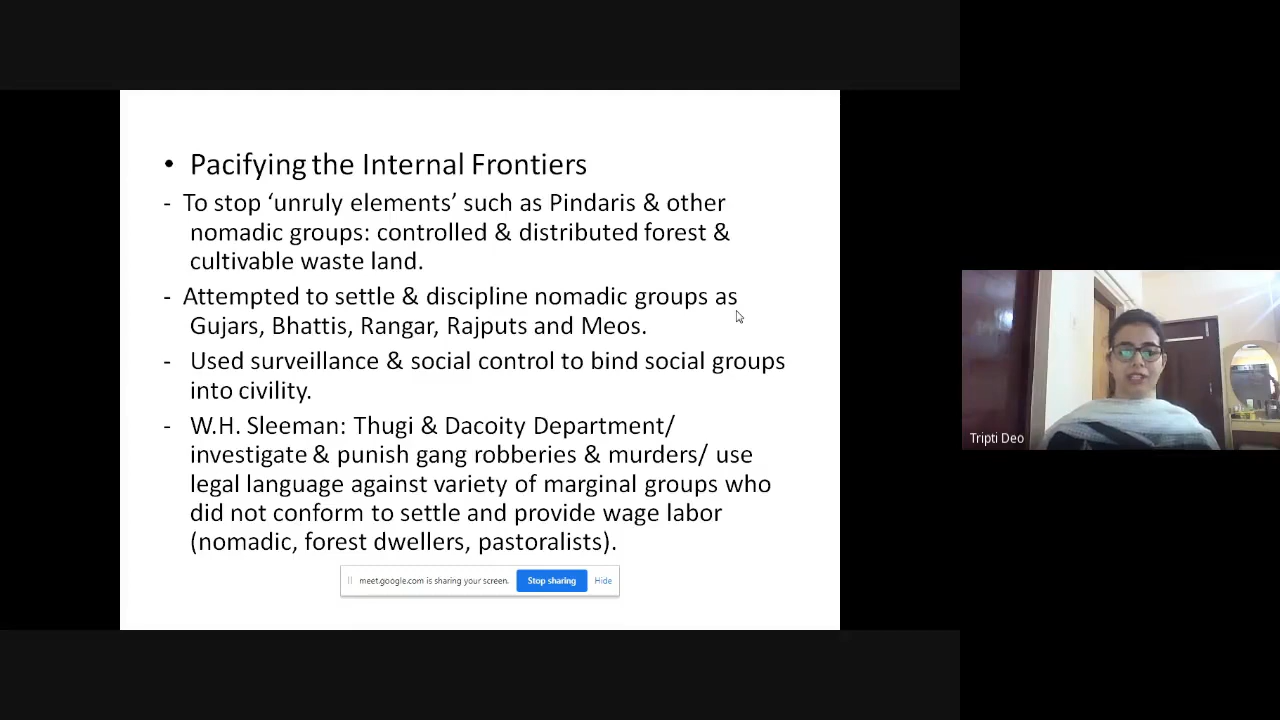 • Pacifying the Internal Frontiers
- To stop ‘unruly elements’ such as Pindaris & other
nomadic groups: controlled & distributed forest &
cultivable waste land.
- Attempted to settle & discipline nomadic groups as
Gujars, Bhattis, Rangar, Rajputs and Meos.
- Used surveillance & social control to bind social groups
into civility.
- W.H. Sleeman: Thugi & Dacoity Department/
investigate & punish gang robberies & murders/ use
legal language against variety of marginal groups who
did not conform to settle and provide wage labor
(nomadic, forest dwellers, pastoralists).
meet.google.com is sharing your screen. Stop sharing Hide
Tripti Deo